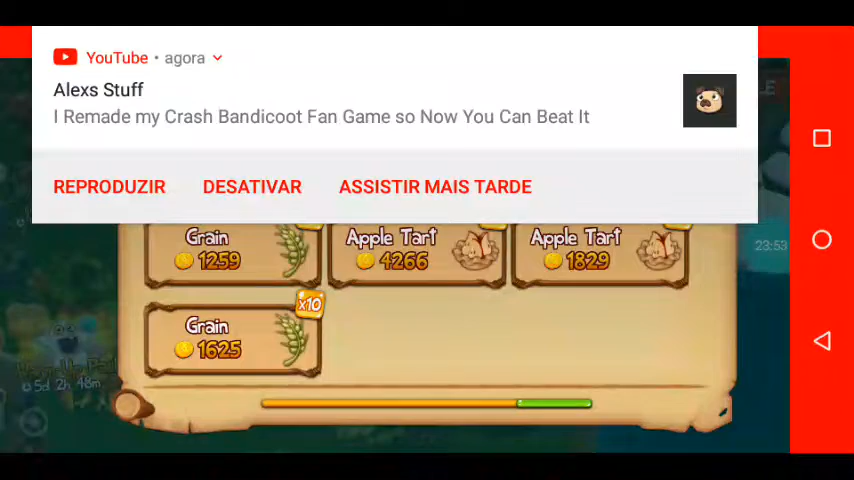 YouTube • agora
Alexs Stuff
I Remade my Crash Bandicoot Fan Game so Now You Can Beat It
REPRODUZIR DESATIVAR ASSISTIR MAIS TARDE
Grain Apple Tart Apple Tart
1259 4266 1829
23:53
x10
Grain
1625
5d 2h 48m